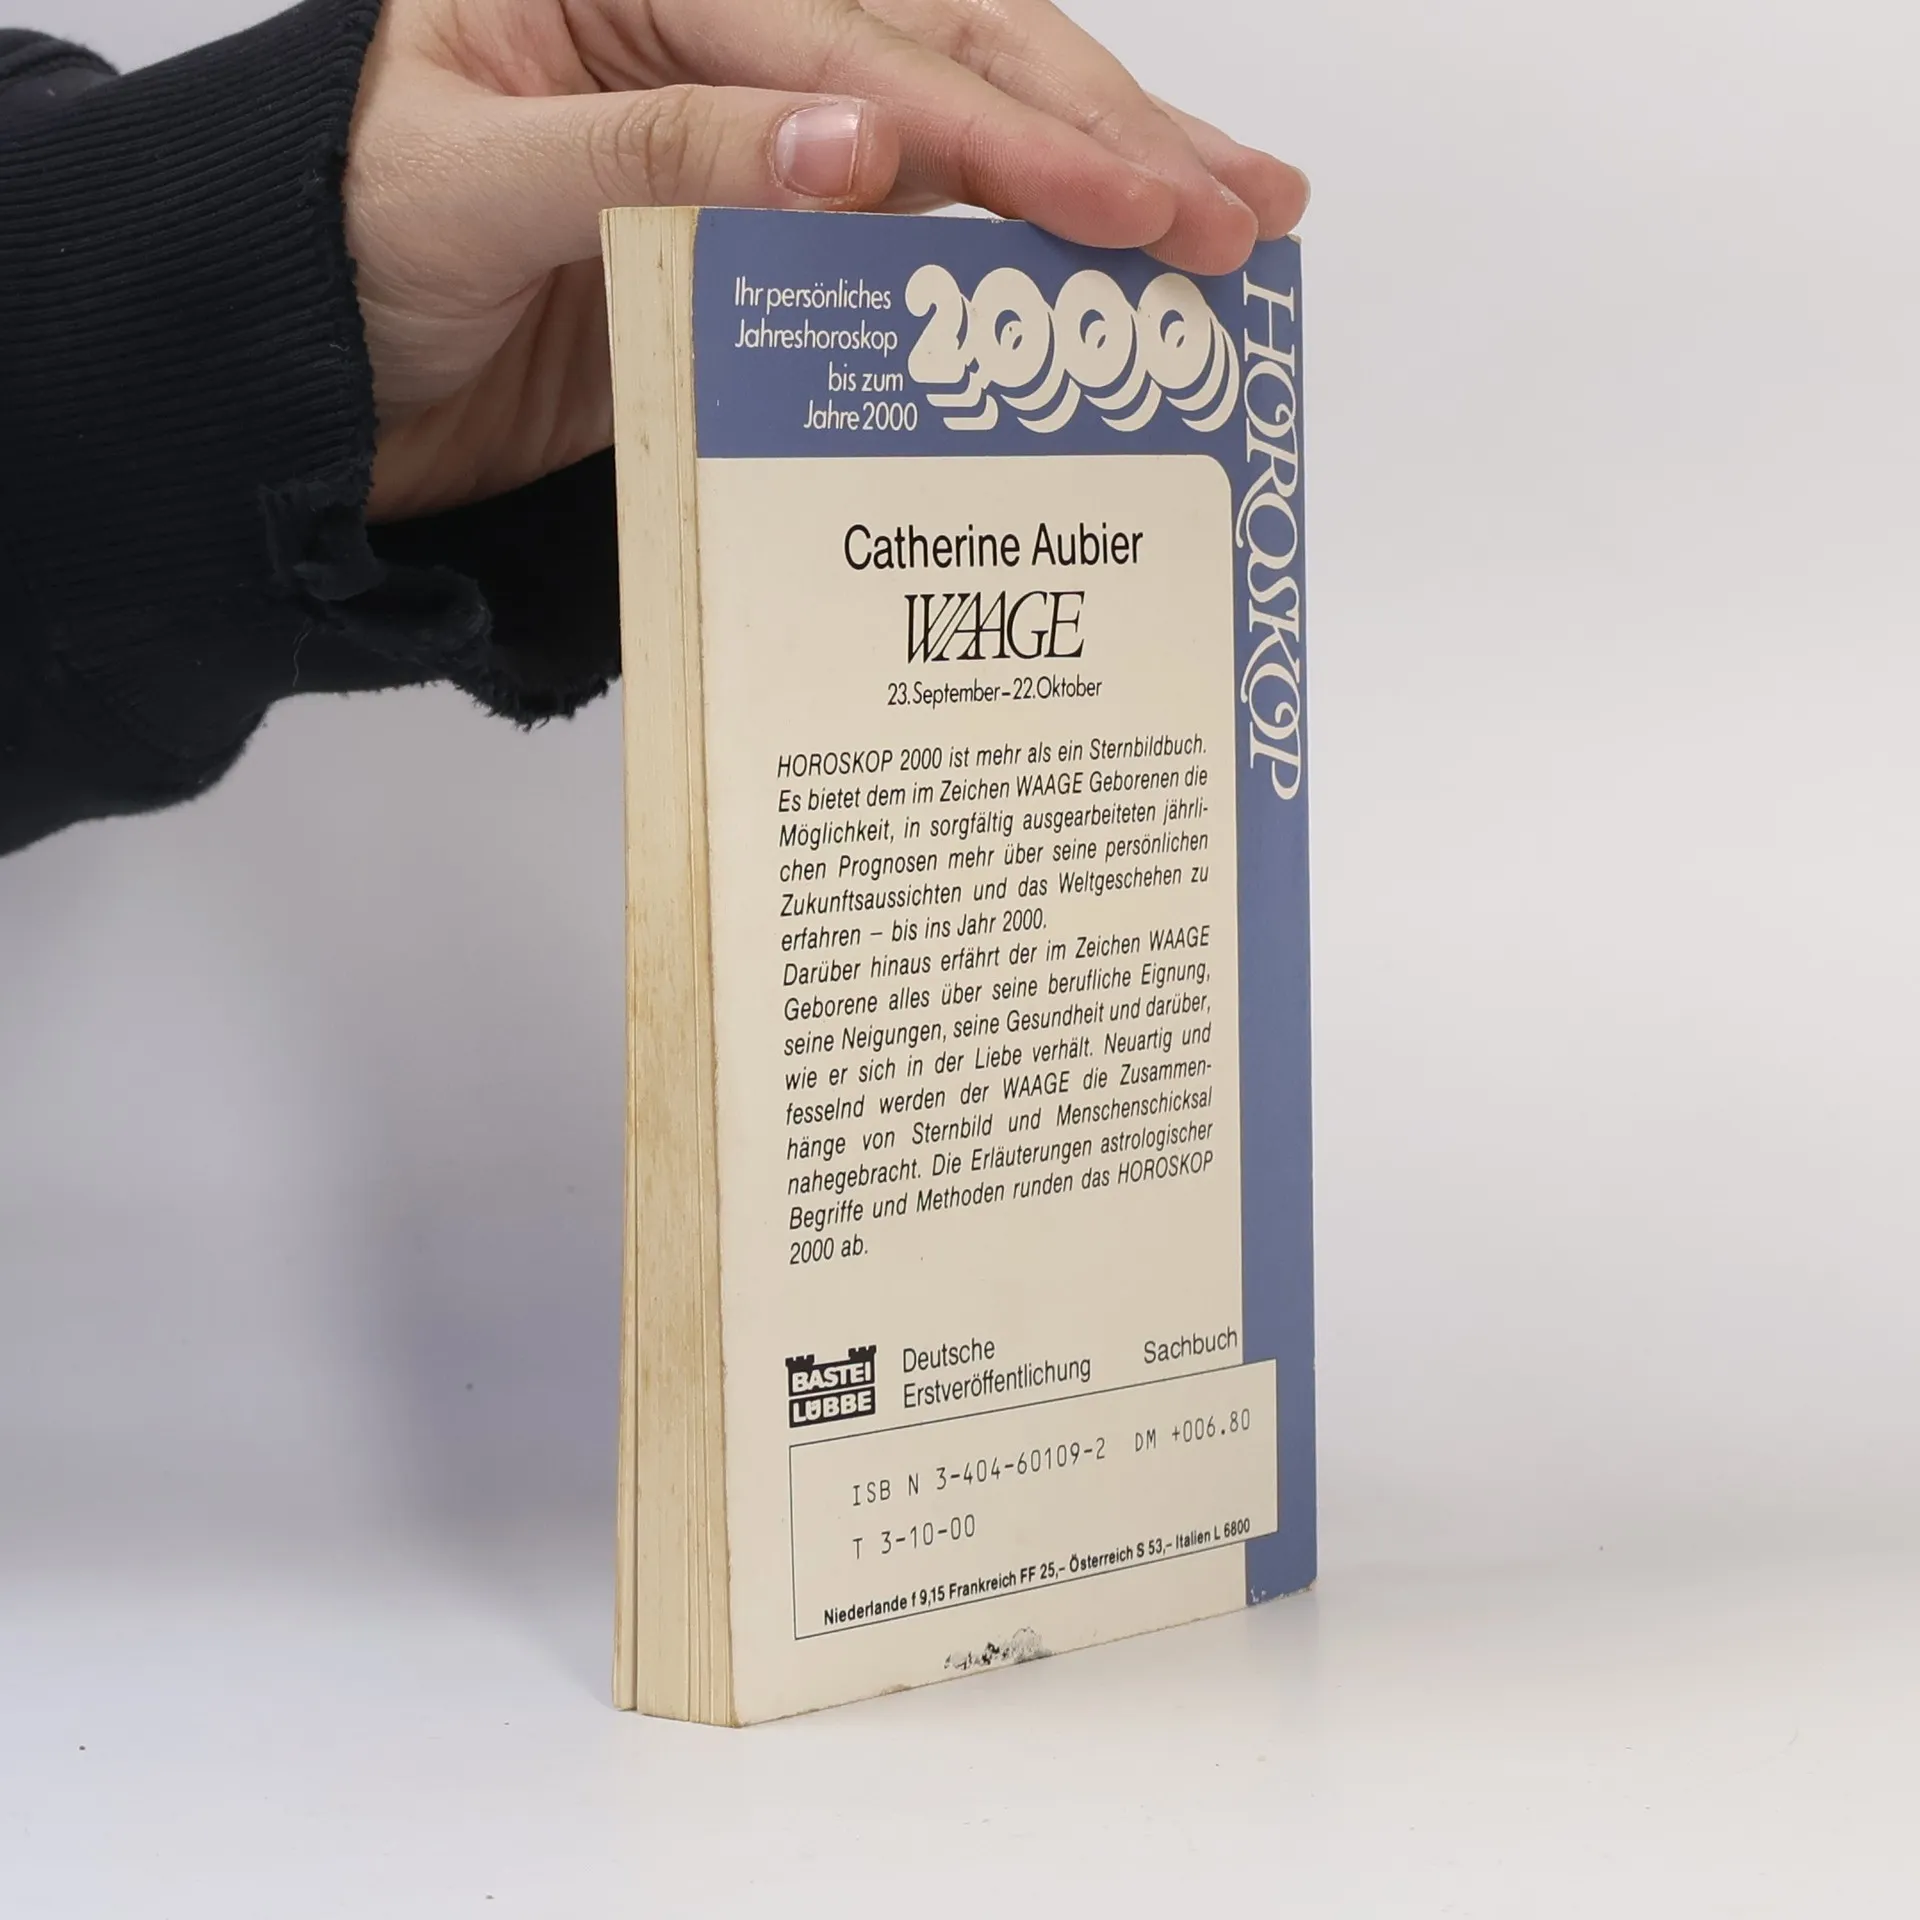 Ihr persönliches
Jahreshoroskop
bis zum
Jahre 2000
2000
HOROSKOP
Catherine Aubier
WAAGE
23. September–22. Oktober
HOROSKOP 2000 ist mehr als ein Sternbildbuch.
Es bietet dem im Zeichen WAAGE Geborenen die
Möglichkeit, in sorgfältig ausgearbeiteten jährli-
chen Prognosen mehr über seine persönlichen
Zukunftsaussichten und das Weltgeschehen zu
erfahren – bis ins Jahr 2000.
Darüber hinaus erfährt der im Zeichen WAAGE
Geborene alles über seine berufliche Eignung,
seine Neigungen, seine Gesundheit und darüber,
wie er sich in der Liebe verhält. Neuartig und
fesselnd werden der WAAGE die Zusammen-
hänge von Sternbild und Menschenschicksal
nahegebracht. Die Erläuterungen astrologischer
Begriffe und Methoden runden das HOROSKOP
2000 ab.
BASTEI
LÜBBE
Deutsche
Erstveröffentlichung
Sachbuch
ISB N 3-404-60109-2 DM +006.80
T 3-10-00
Niederlande f 9,15 Frankreich FF 25,– Österreich S 53,– Italien L 6800